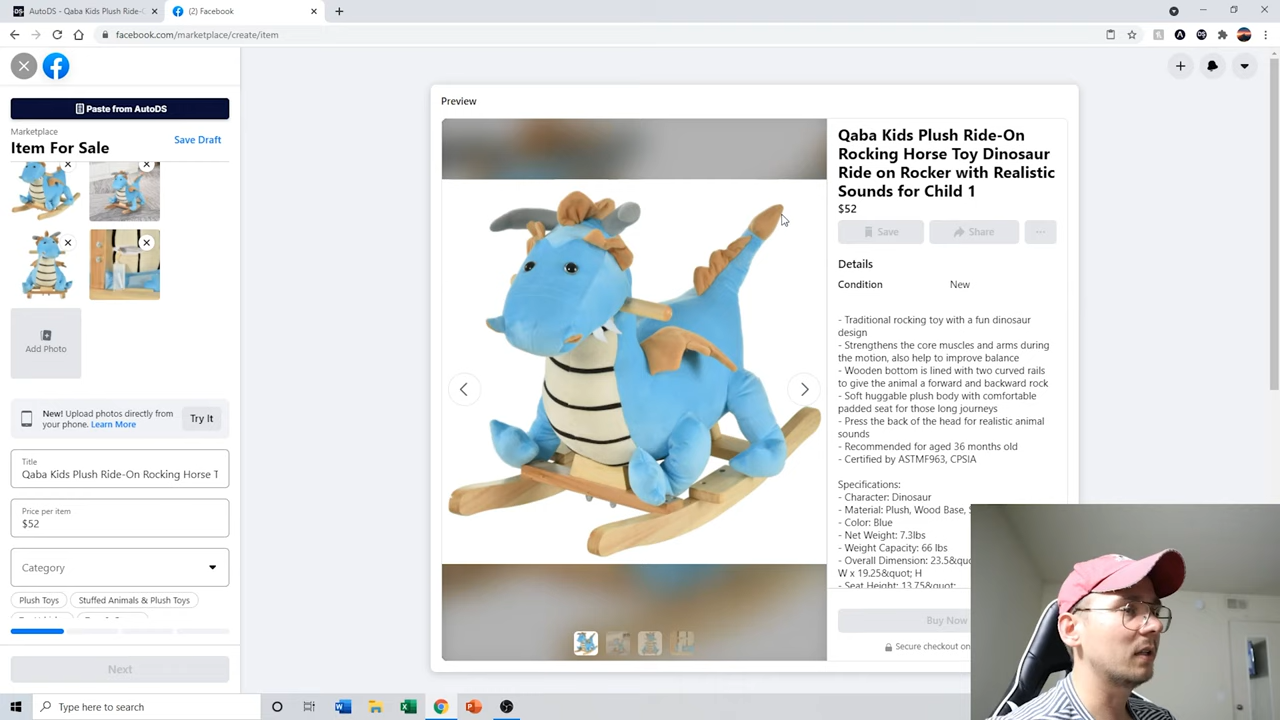 AutoDS - Qaba Kids Plush Ride-O
(2) Facebook
facebook.com/marketplace/create/item
Paste from AutoDS
Marketplace
Item For Sale
Save Draft
Add Photo
New! Upload photos directly from
your phone. Learn More
Try It
Title
Qaba Kids Plush Ride-On Rocking Horse T
Price per item
$52
Category
Plush Toys
Stuffed Animals & Plush Toys
Next
Preview
Qaba Kids Plush Ride-On
Rocking Horse Toy Dinosaur
Ride on Rocker with Realistic
Sounds for Child 1
$52
Save
Share
Details
Condition New
- Traditional rocking toy with a fun dinosaur
design
- Strengthens the core muscles and arms during
the motion, also help to improve balance
- Wooden bottom is lined with two curved rails
to give the animal a forward and backward rock
- Soft huggable plush body with comfortable
padded seat for those long journeys
- Press the back of the head for realistic animal
sounds
- Recommended for aged 36 months old
- Certified by ASTMF963, CPSIA
Specifications:
- Character: Dinosaur
- Material: Plush, Wood Base,
- Color: Blue
- Net Weight: 7.3lbs
- Weight Capacity: 66 lbs
- Overall Dimension: 23.5&quo
W x 19.25&quot; H
- Seat Height: 13.75&quot;
Buy Now
Secure checkout on
Type here to search